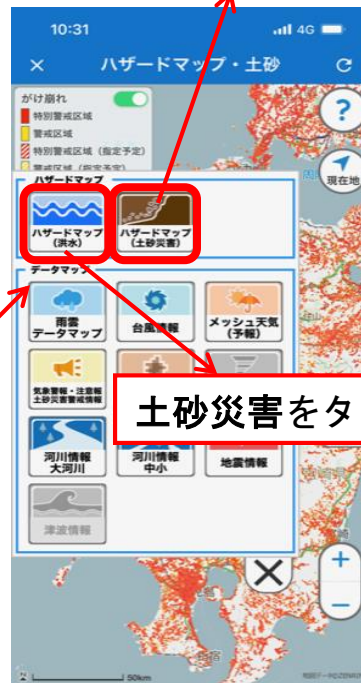 10:31
4G
ハザードマップ・土砂
がけ崩れ
特別警戒区域
警戒区域
特別警戒区域（指定予定）
警戒区域（指定予定）
?
現在地
ハザードマップ
ハザードマップ
（洪水）
ハザードマップ
（土砂災害）
データマップ
雨雲
データマップ
台風情報
メッシュ天気
（予報）
気象警報・注意報
土砂災害警戒情報
土砂災害をタ
河川情報
大河川
河川情報
中小
地震情報
津波情報
+
−
50km